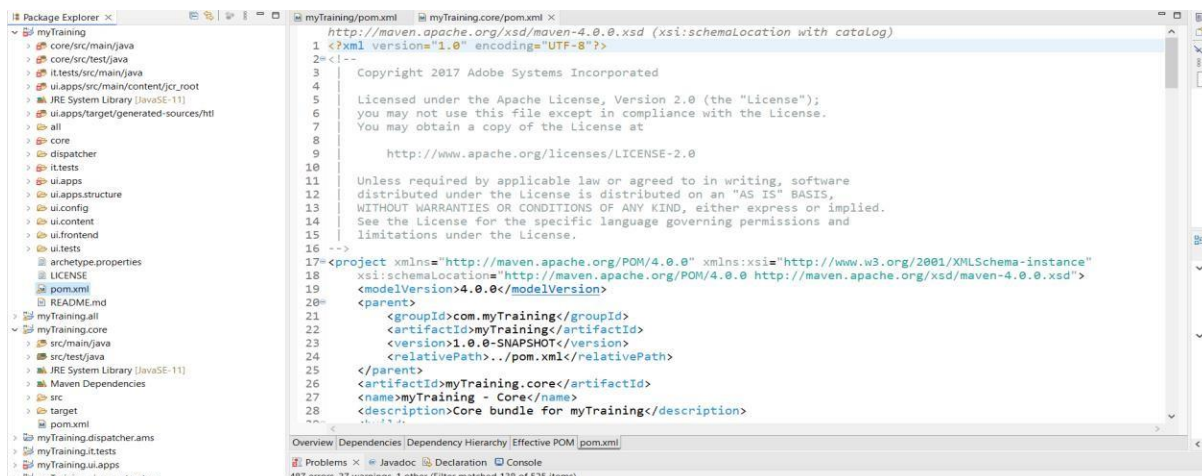 Package Explorer
myTraining
core/src/main/java
core/src/test/java
it.tests/src/main/java
ui.apps/src/main/content/jcr_root
JRE System Library [JavaSE-11]
ui.apps/target/generated-sources/htl
all
core
dispatcher
it.tests
ui.apps
ui.apps.structure
ui.config
ui.content
ui.frontend
ui.tests
archetype.properties
LICENSE
pom.xml
README.md
myTraining.all
myTraining.core
src/main/java
src/test/java
JRE System Library [JavaSE-11]
Maven Dependencies
src
target
pom.xml
myTraining.dispatcher.ams
myTraining.it.tests
myTraining.ui.apps
myTraining/pom.xml myTraining.core/pom.xml
http://maven.apache.org/xsd/maven-4.0.0.xsd (xsi:schemaLocation with catalog)
1 <?xml version="1.0" encoding="UTF-8"?>
2 <!--
3 | Copyright 2017 Adobe Systems Incorporated
4 |
5 | Licensed under the Apache License, Version 2.0 (the "License");
6 | you may not use this file except in compliance with the License.
7 | You may obtain a copy of the License at
8 |
9 | http://www.apache.org/licenses/LICENSE-2.0
10 |
11 | Unless required by applicable law or agreed to in writing, software
12 | distributed under the License is distributed on an "AS IS" BASIS,
13 | WITHOUT WARRANTIES OR CONDITIONS OF ANY KIND, either express or implied.
14 | See the License for the specific language governing permissions and
15 | limitations under the License.
16 -->
17 <project xmlns="http://maven.apache.org/POM/4.0.0" xmlns:xsi="http://www.w3.org/2001/XMLSchema-instance"
18 xsi:schemaLocation="http://maven.apache.org/POM/4.0.0 http://maven.apache.org/xsd/maven-4.0.0.xsd">
19 <modelVersion>4.0.0</modelVersion>
20 <parent>
21 <groupId>com.myTraining</groupId>
22 <artifactId>myTraining</artifactId>
23 <version>1.0.0-SNAPSHOT</version>
24 <relativePath>../pom.xml</relativePath>
25 </parent>
26 <artifactId>myTraining.core</artifactId>
27 <name>myTraining - Core</name>
28 <description>Core bundle for myTraining</description>
Overview Dependencies Dependency Hierarchy Effective POM pom.xml
Problems Javadoc Declaration Console